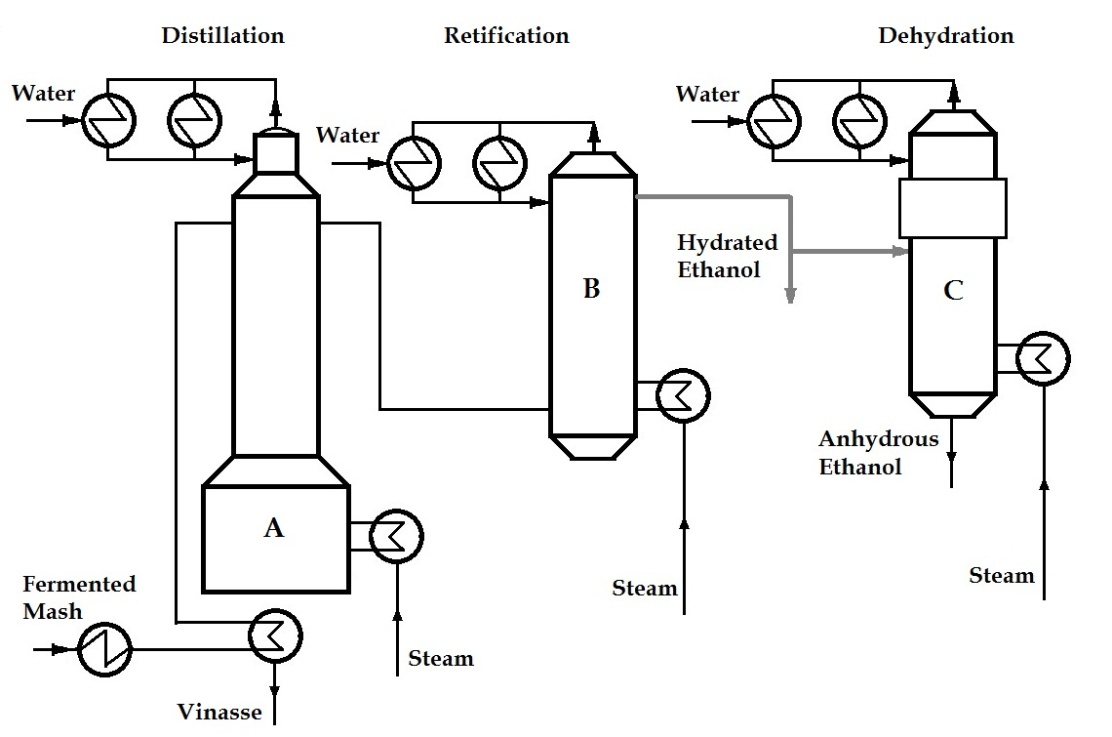 Distillation
Retification
Dehydration
Water
Water
Water
Hydrated
Ethanol
A
B
C
Anhydrous
Ethanol
Fermented
Mash
Steam
Steam
Steam
Vinasse